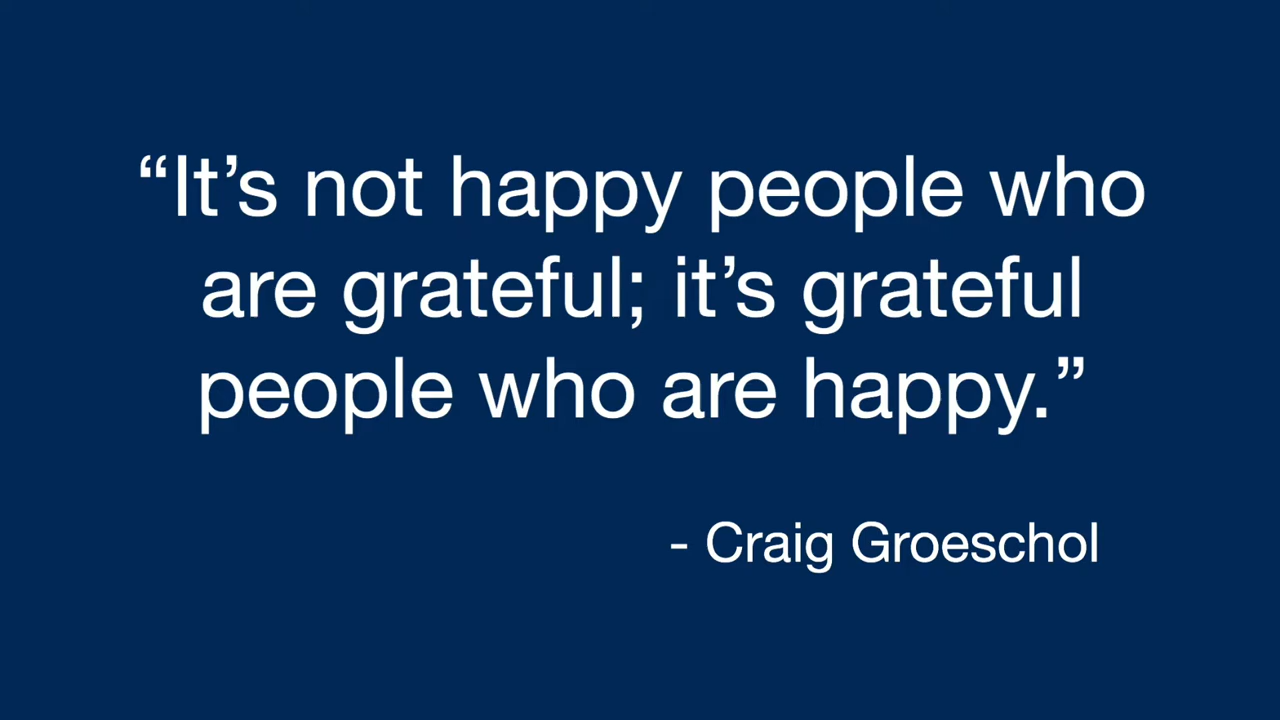 “It’s not happy people who
are grateful; it’s grateful
people who are happy.”
- Craig Groeschol